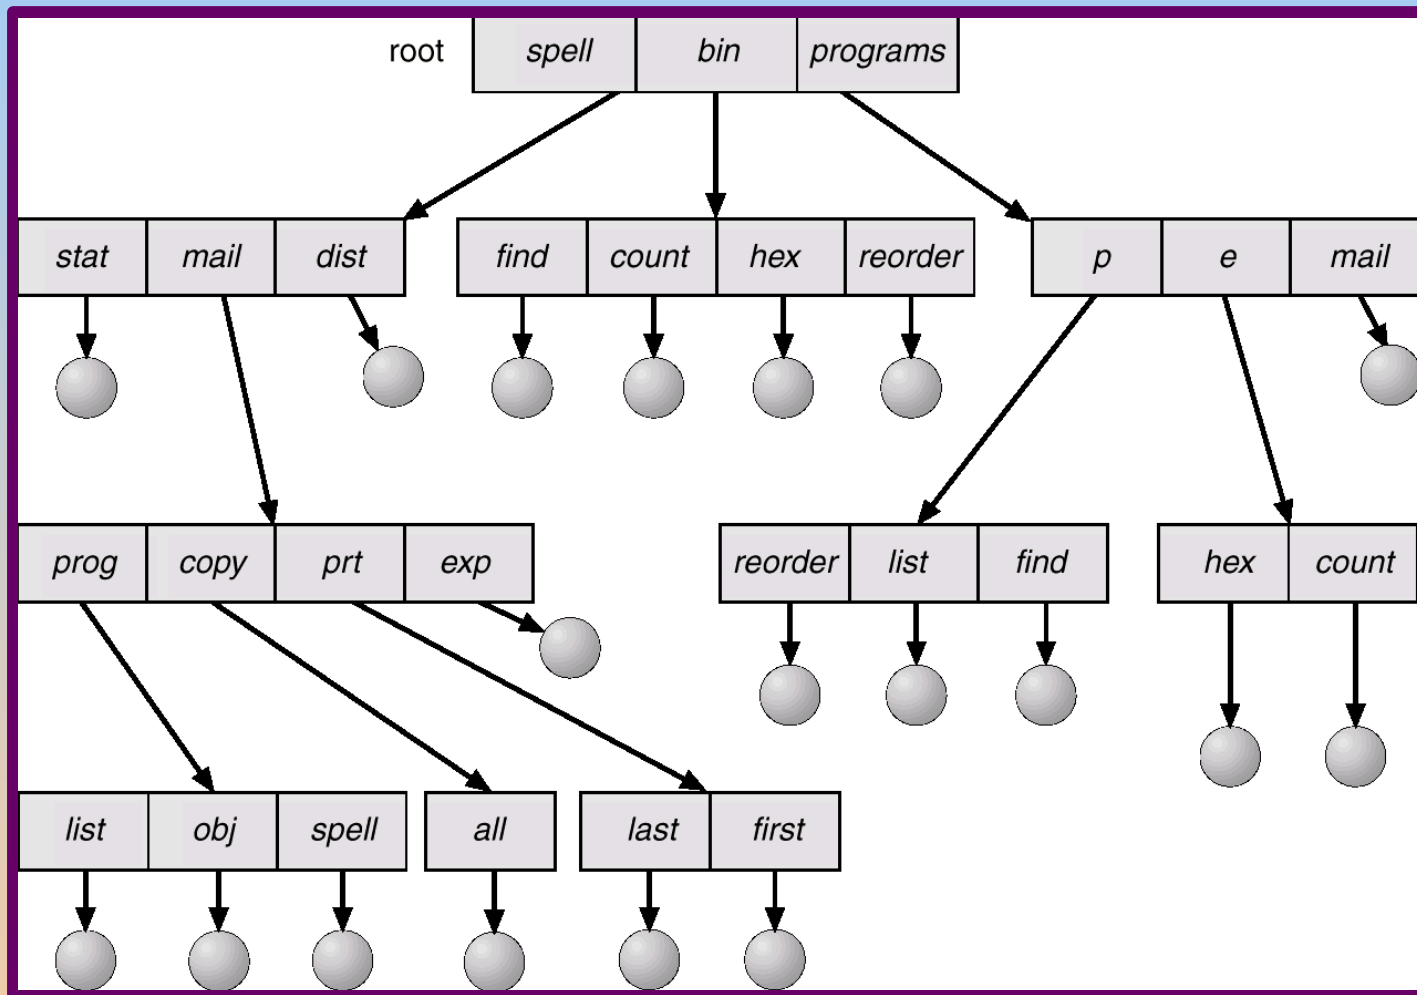 root spell bin programs
stat mail dist find count hex reorder p e mail
prog copy prt exp reorder list find hex count
list obj spell all last first